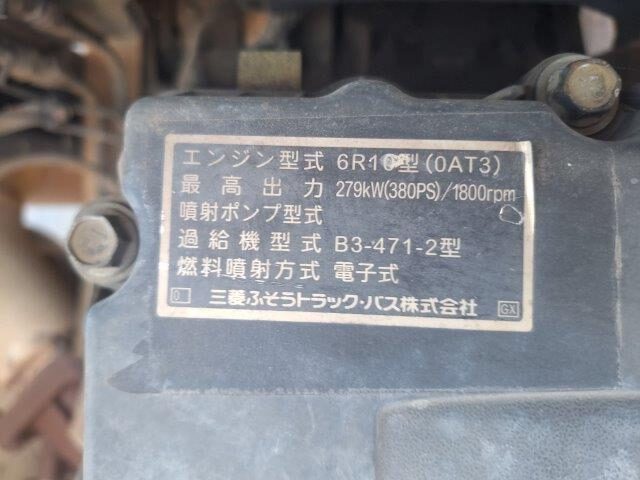 エンジン型式 6R10型(0AT3)
最高出力 279kW(380PS)/1800rpm
噴射ポンプ型式
過給機型式 B3-471-2型
燃料噴射方式 電子式
0 三菱ふそうトラック・バス株式会社 GX